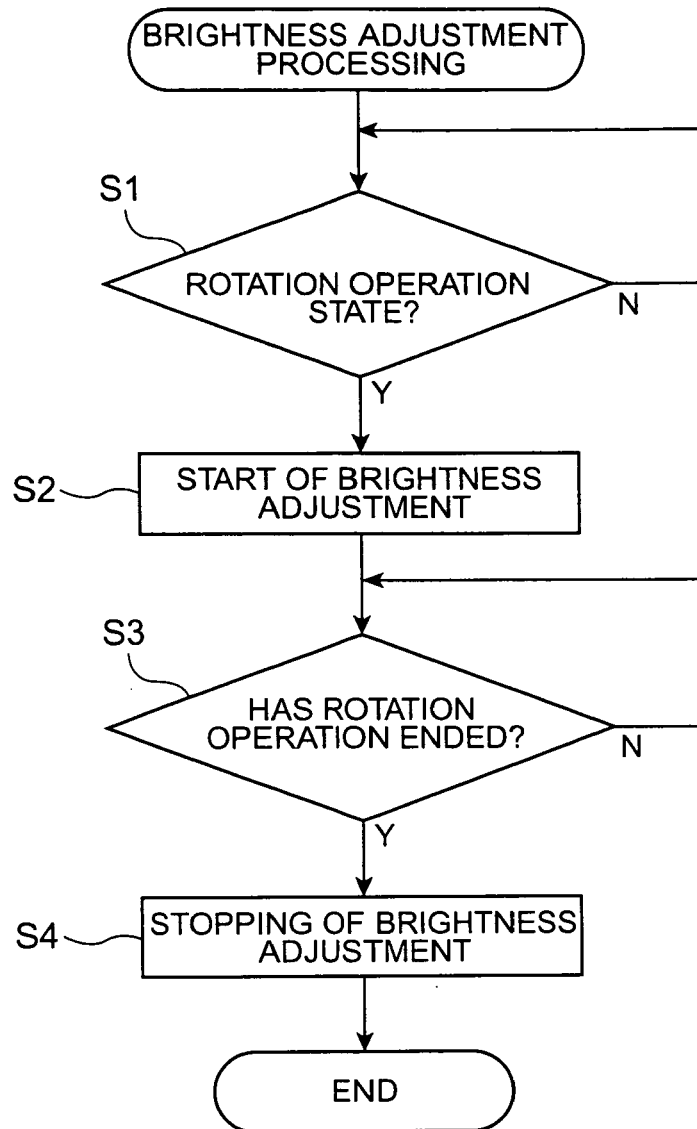 BRIGHTNESS ADJUSTMENT
PROCESSING
S1
ROTATION OPERATION
STATE?
N
Y
S2
START OF BRIGHTNESS
ADJUSTMENT
S3
HAS ROTATION
OPERATION ENDED?
N
Y
S4
STOPPING OF BRIGHTNESS
ADJUSTMENT
END